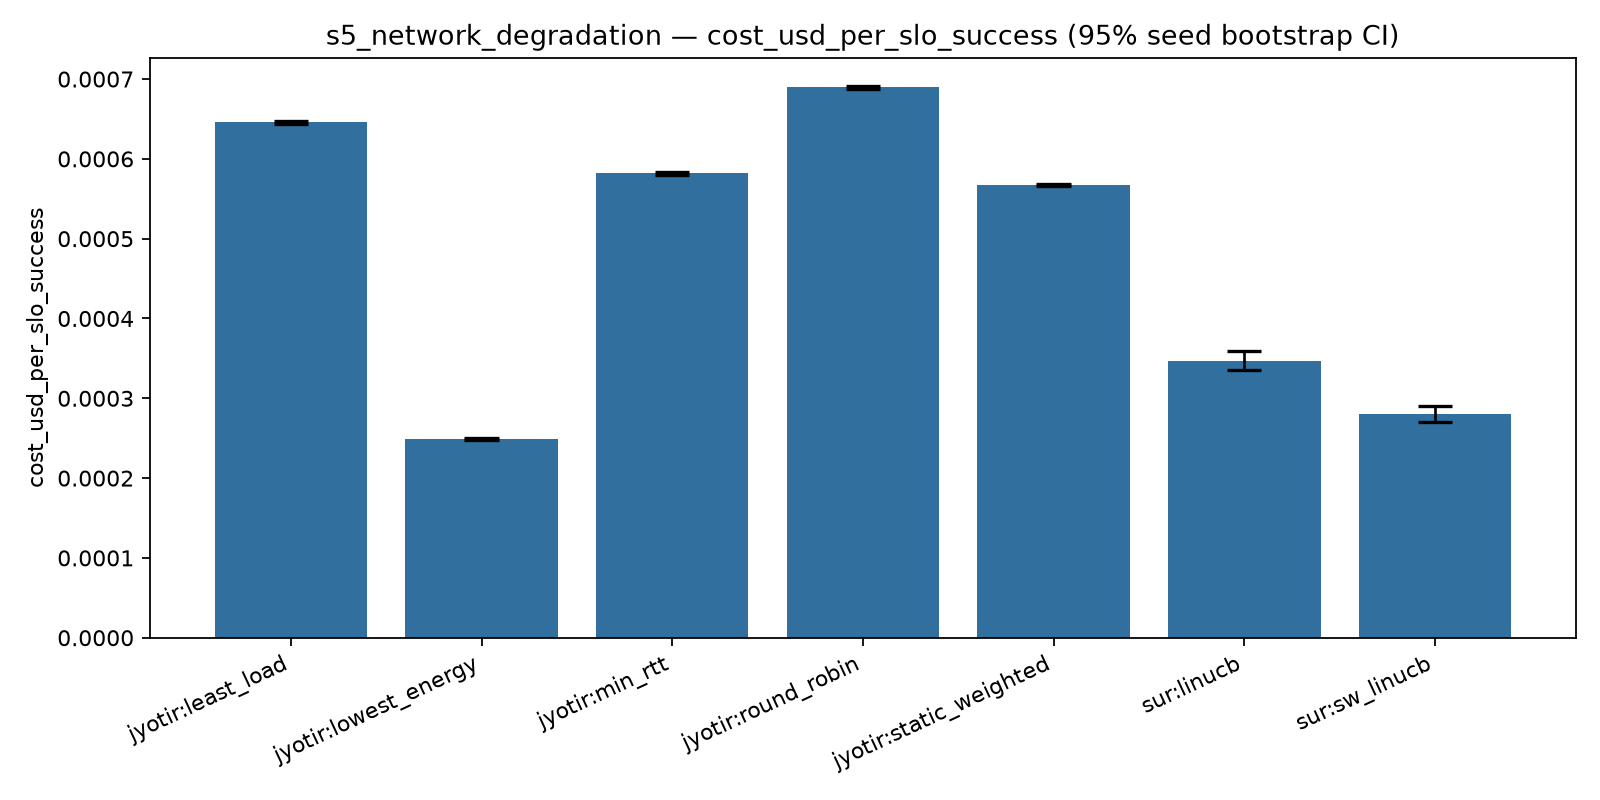 s5_network_degradation — cost_usd_per_slo_success (95% seed bootstrap CI)
cost_usd_per_slo_success
0.0007
0.0006
0.0005
0.0004
0.0003
0.0002
0.0001
0.0000
jyotir:least_load
jyotir:lowest_energy
jyotir:min_rtt
jyotir:round_robin
jyotir:static_weighted
sur:linucb
sur:sw_linucb